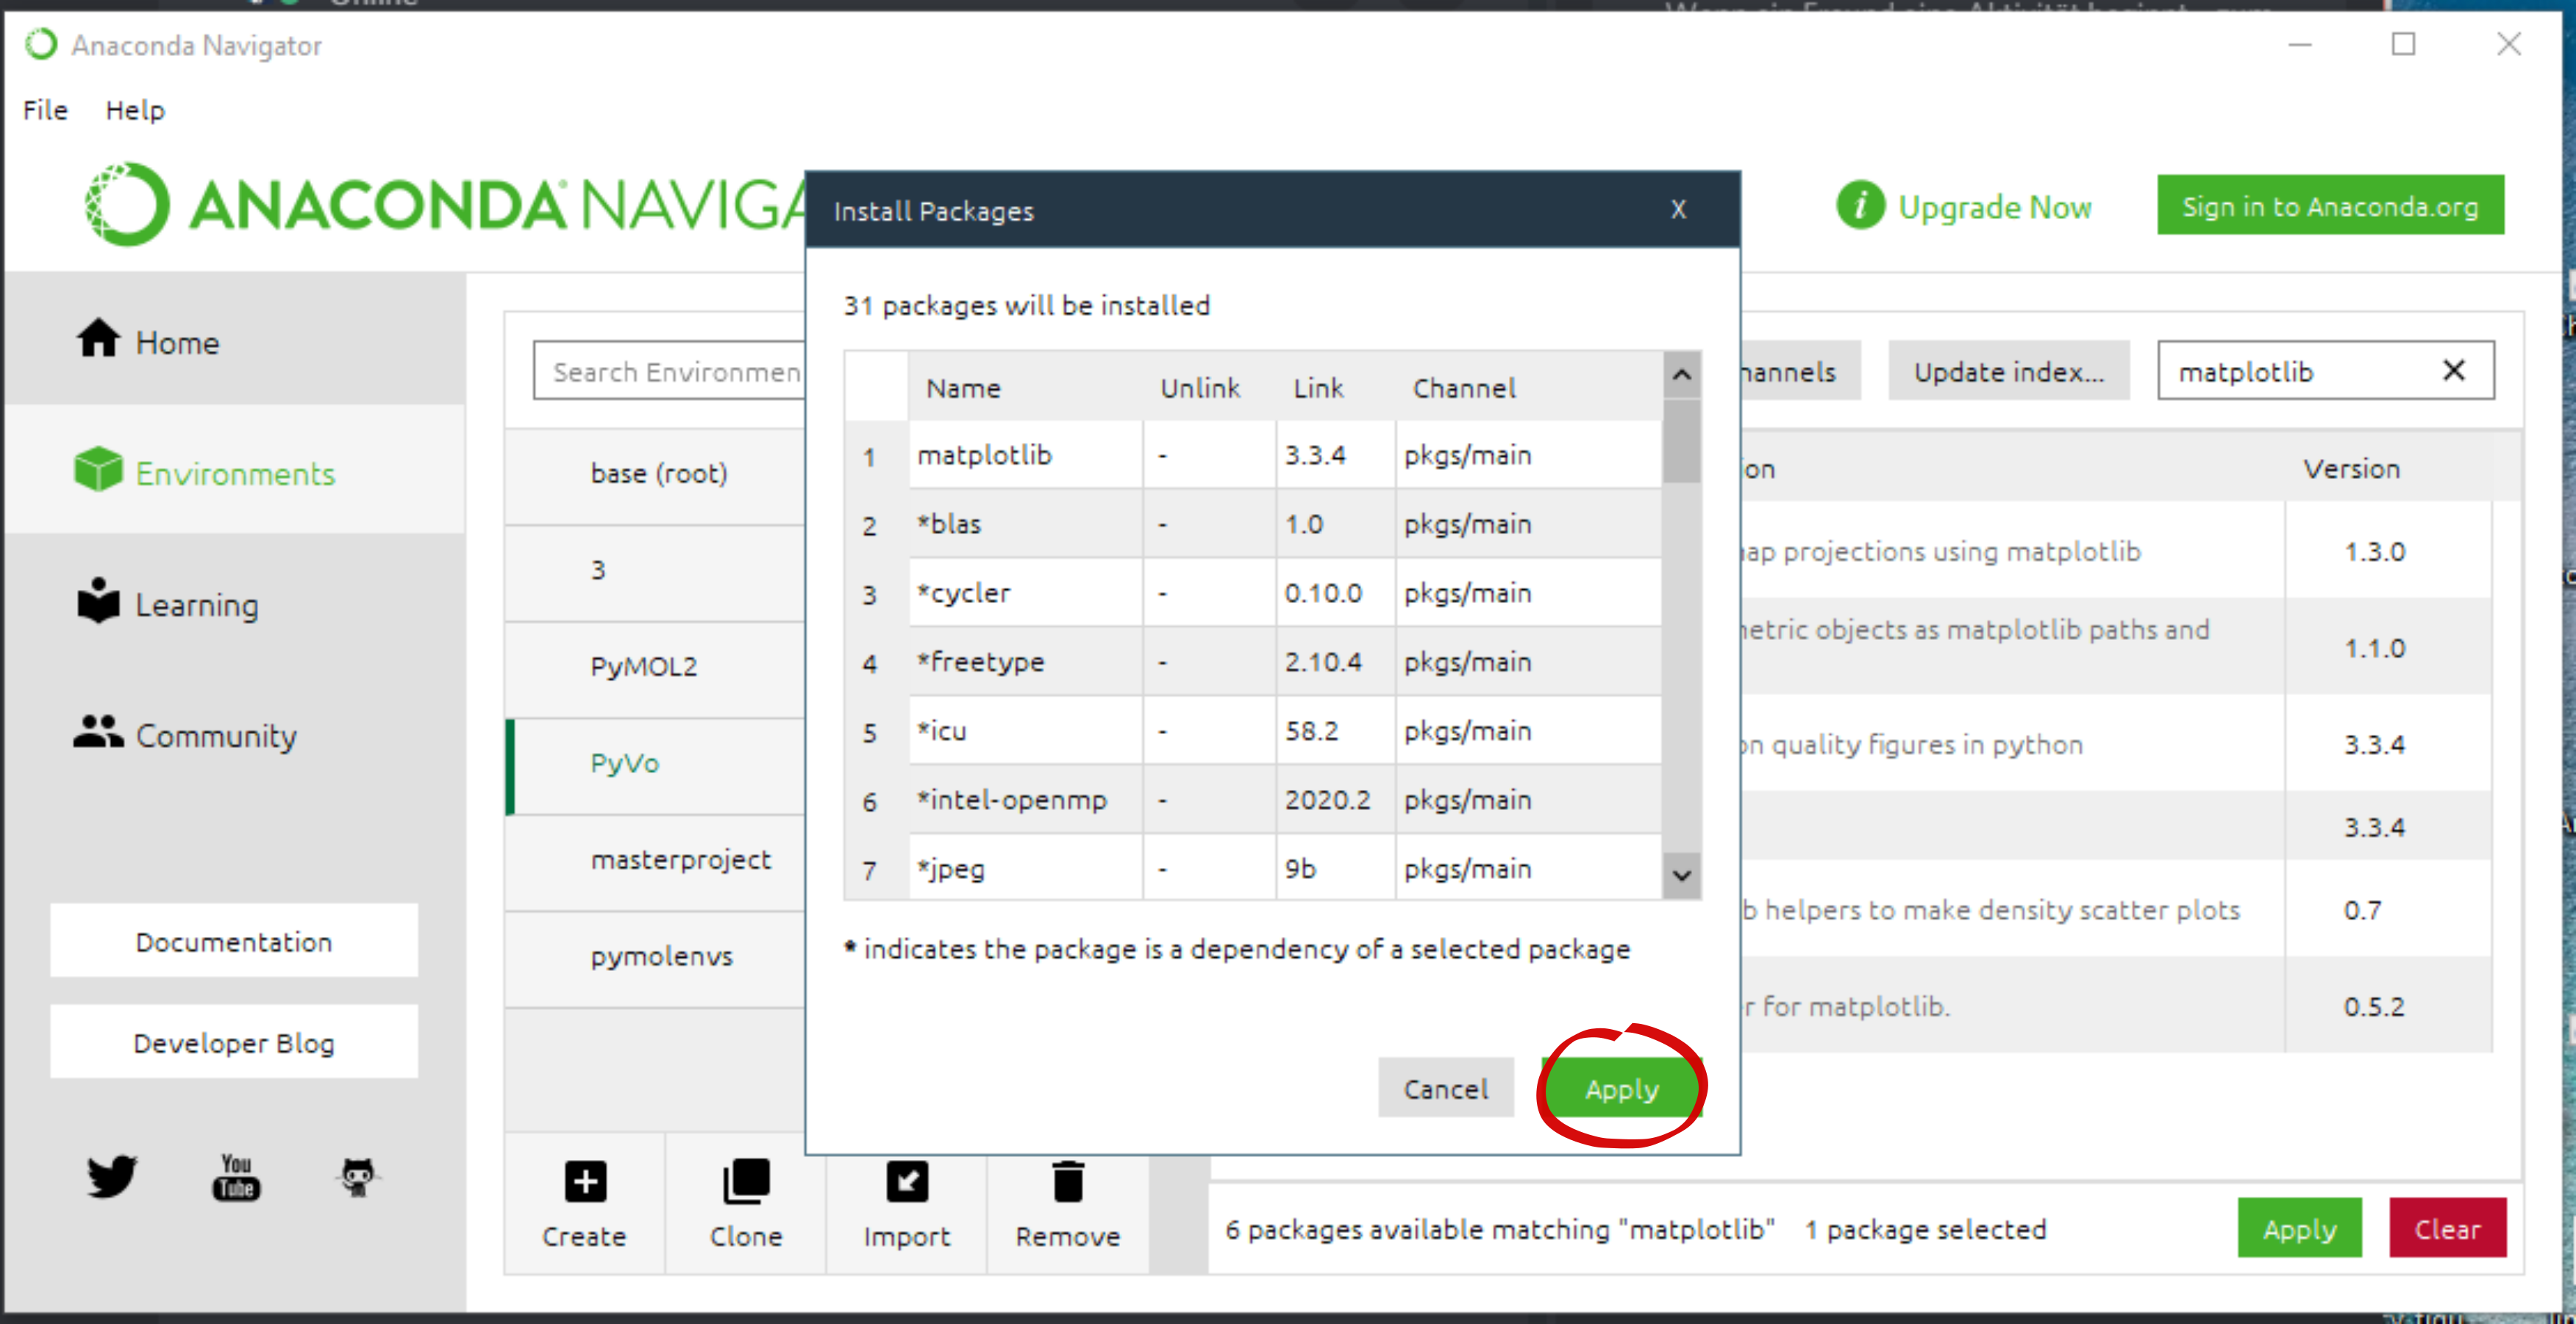 Anaconda Navigator
File Help
ANACONDA NAVIGA
Upgrade Now
Sign in to Anaconda.org
Home
Environments
Learning
Community
Documentation
Developer Blog
You
Tube
Search Environmen
base (root)
3
PyMOL2
PyVo
masterproject
pymolenvs
Create Clone Import Remove
Install Packages X
31 packages will be installed
Name Unlink Link Channel
1 matplotlib - 3.3.4 pkgs/main
2 *blas - 1.0 pkgs/main
3 *cycler - 0.10.0 pkgs/main
4 *freetype - 2.10.4 pkgs/main
5 *icu - 58.2 pkgs/main
6 *intel-openmp - 2020.2 pkgs/main
7 *jpeg - 9b pkgs/main
* indicates the package is a dependency of a selected package
Cancel Apply
hannels Update index... matplotlib
on Version
ap projections using matplotlib 1.3.0
netric objects as matplotlib paths and 1.1.0
on quality figures in python 3.3.4
3.3.4
b helpers to make density scatter plots 0.7
r for matplotlib. 0.5.2
6 packages available matching "matplotlib" 1 package selected
Apply Clear